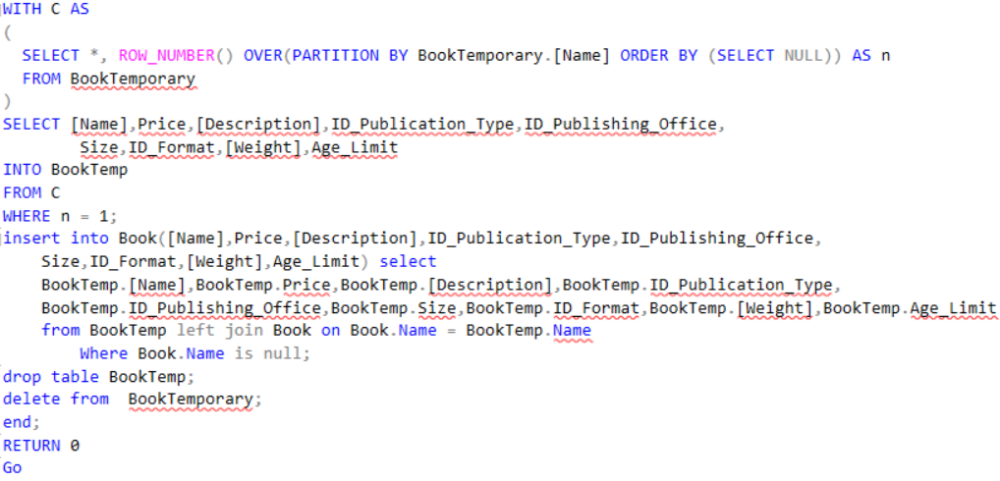 WITH C AS
(
SELECT *, ROW_NUMBER() OVER(PARTITION BY BookTemporary.[Name] ORDER BY (SELECT NULL)) AS n
FROM BookTemporary
)
SELECT [Name],Price,[Description],ID_Publication_Type,ID_Publishing_Office,
Size,ID_Format,[Weight],Age_Limit
INTO BookTemp
FROM C
WHERE n = 1;
insert into Book([Name],Price,[Description],ID_Publication_Type,ID_Publishing_Office,
Size,ID_Format,[Weight],Age_Limit) select
BookTemp.[Name],BookTemp.Price,BookTemp.[Description],BookTemp.ID_Publication_Type,
BookTemp.ID_Publishing_Office,BookTemp.Size,BookTemp.ID_Format,BookTemp.[Weight],BookTemp.Age_Limit
from BookTemp left join Book on Book.Name = BookTemp.Name
Where Book.Name is null;
drop table BookTemp;
delete from  BookTemporary;
end;
RETURN 0
Go